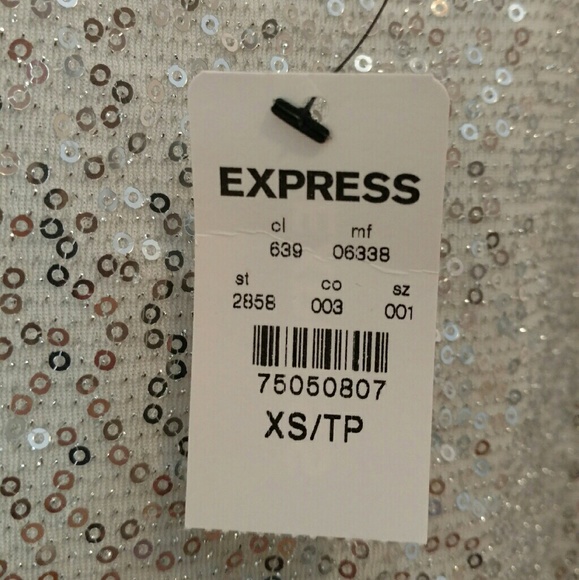 EXPRESS
cl mf
639 06338
st co sz
2858 003 001
75050807
XS/TP